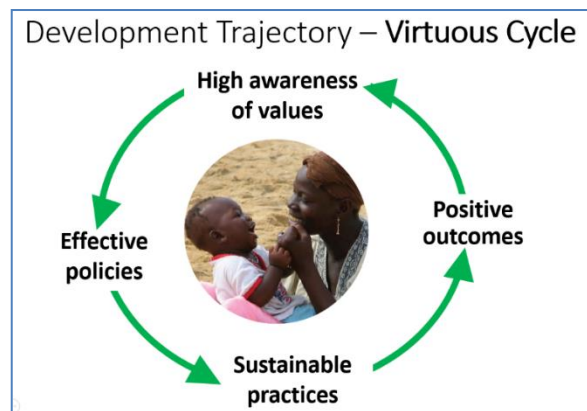 Development Trajectory – Virtuous Cycle
High awareness
of values
Effective
policies
Positive
outcomes
Sustainable
practices